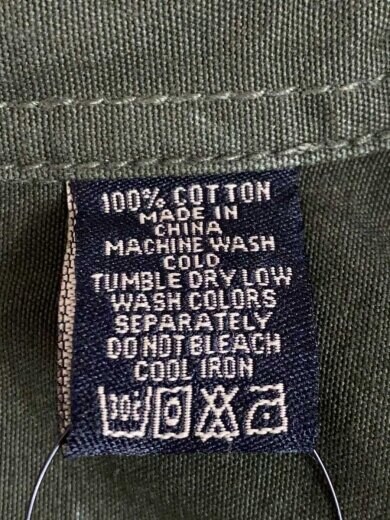 100% COTTON
MADE IN
CHINA
MACHINE WASH
COLD
TUMBLE DRY LOW
WASH COLORS
SEPARATELY
DO NOT BLEACH
COOL IRON
30°